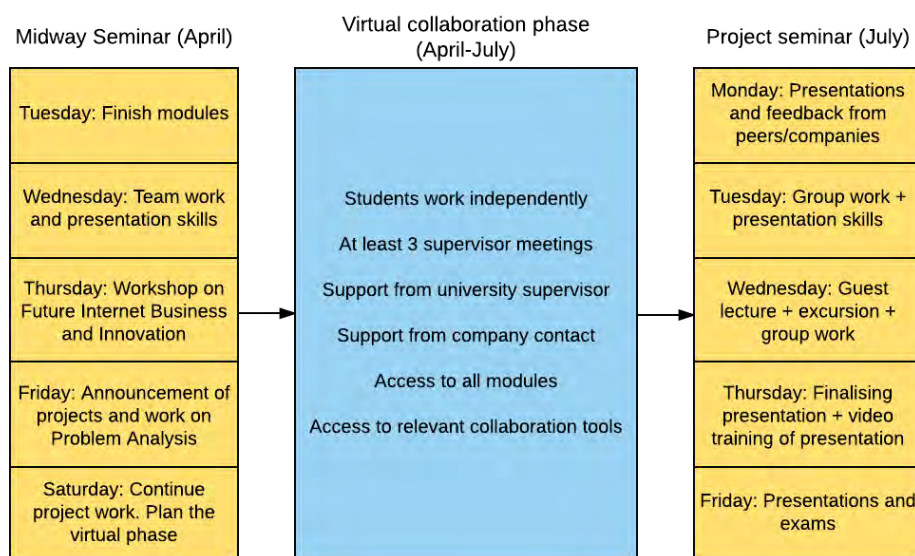 Midway Seminar (April)
Tuesday: Finish modules
Wednesday: Team work
and presentation skills
Thursday: Workshop on
Future Internet Business
and Innovation
Friday: Announcement of
projects and work on
Problem Analysis
Saturday: Continue
project work. Plan the
virtual phase
Virtual collaboration phase
(April-July)
Students work independently
At least 3 supervisor meetings
Support from university supervisor
Support from company contact
Access to all modules
Access to relevant collaboration tools
Project seminar (July)
Monday: Presentations
and feedback from
peers/companies
Tuesday: Group work +
presentation skills
Wednesday: Guest
lecture + excursion +
group work
Thursday: Finalising
presentation + video
training of presentation
Friday: Presentations and
exams